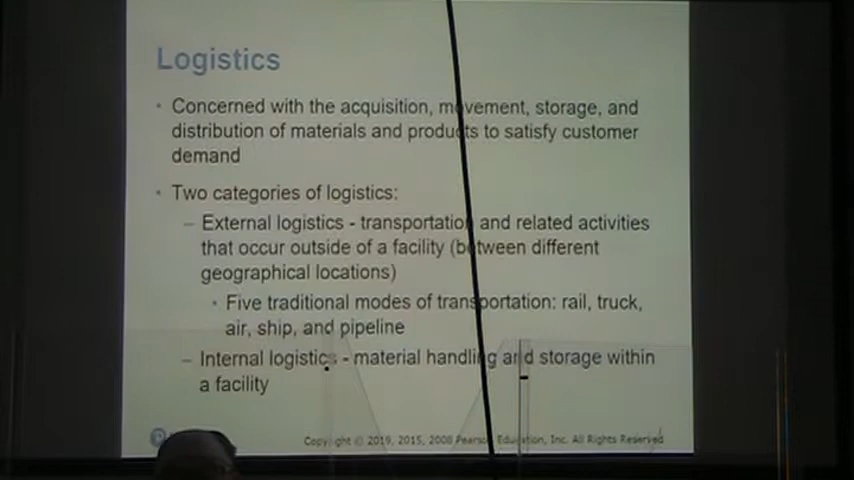 Logistics
• Concerned with the acquisition, movement, storage, and
distribution of materials and products to satisfy customer
demand
• Two categories of logistics:
– External logistics - transportation and related activities
that occur outside of a facility (between different
geographical locations)
• Five traditional modes of transportation: rail, truck,
air, ship, and pipeline
– Internal logistics - material handling and storage within
a facility
Copyright © 2019, 2015, 2008 Pearson Education, Inc. All Rights Reserved